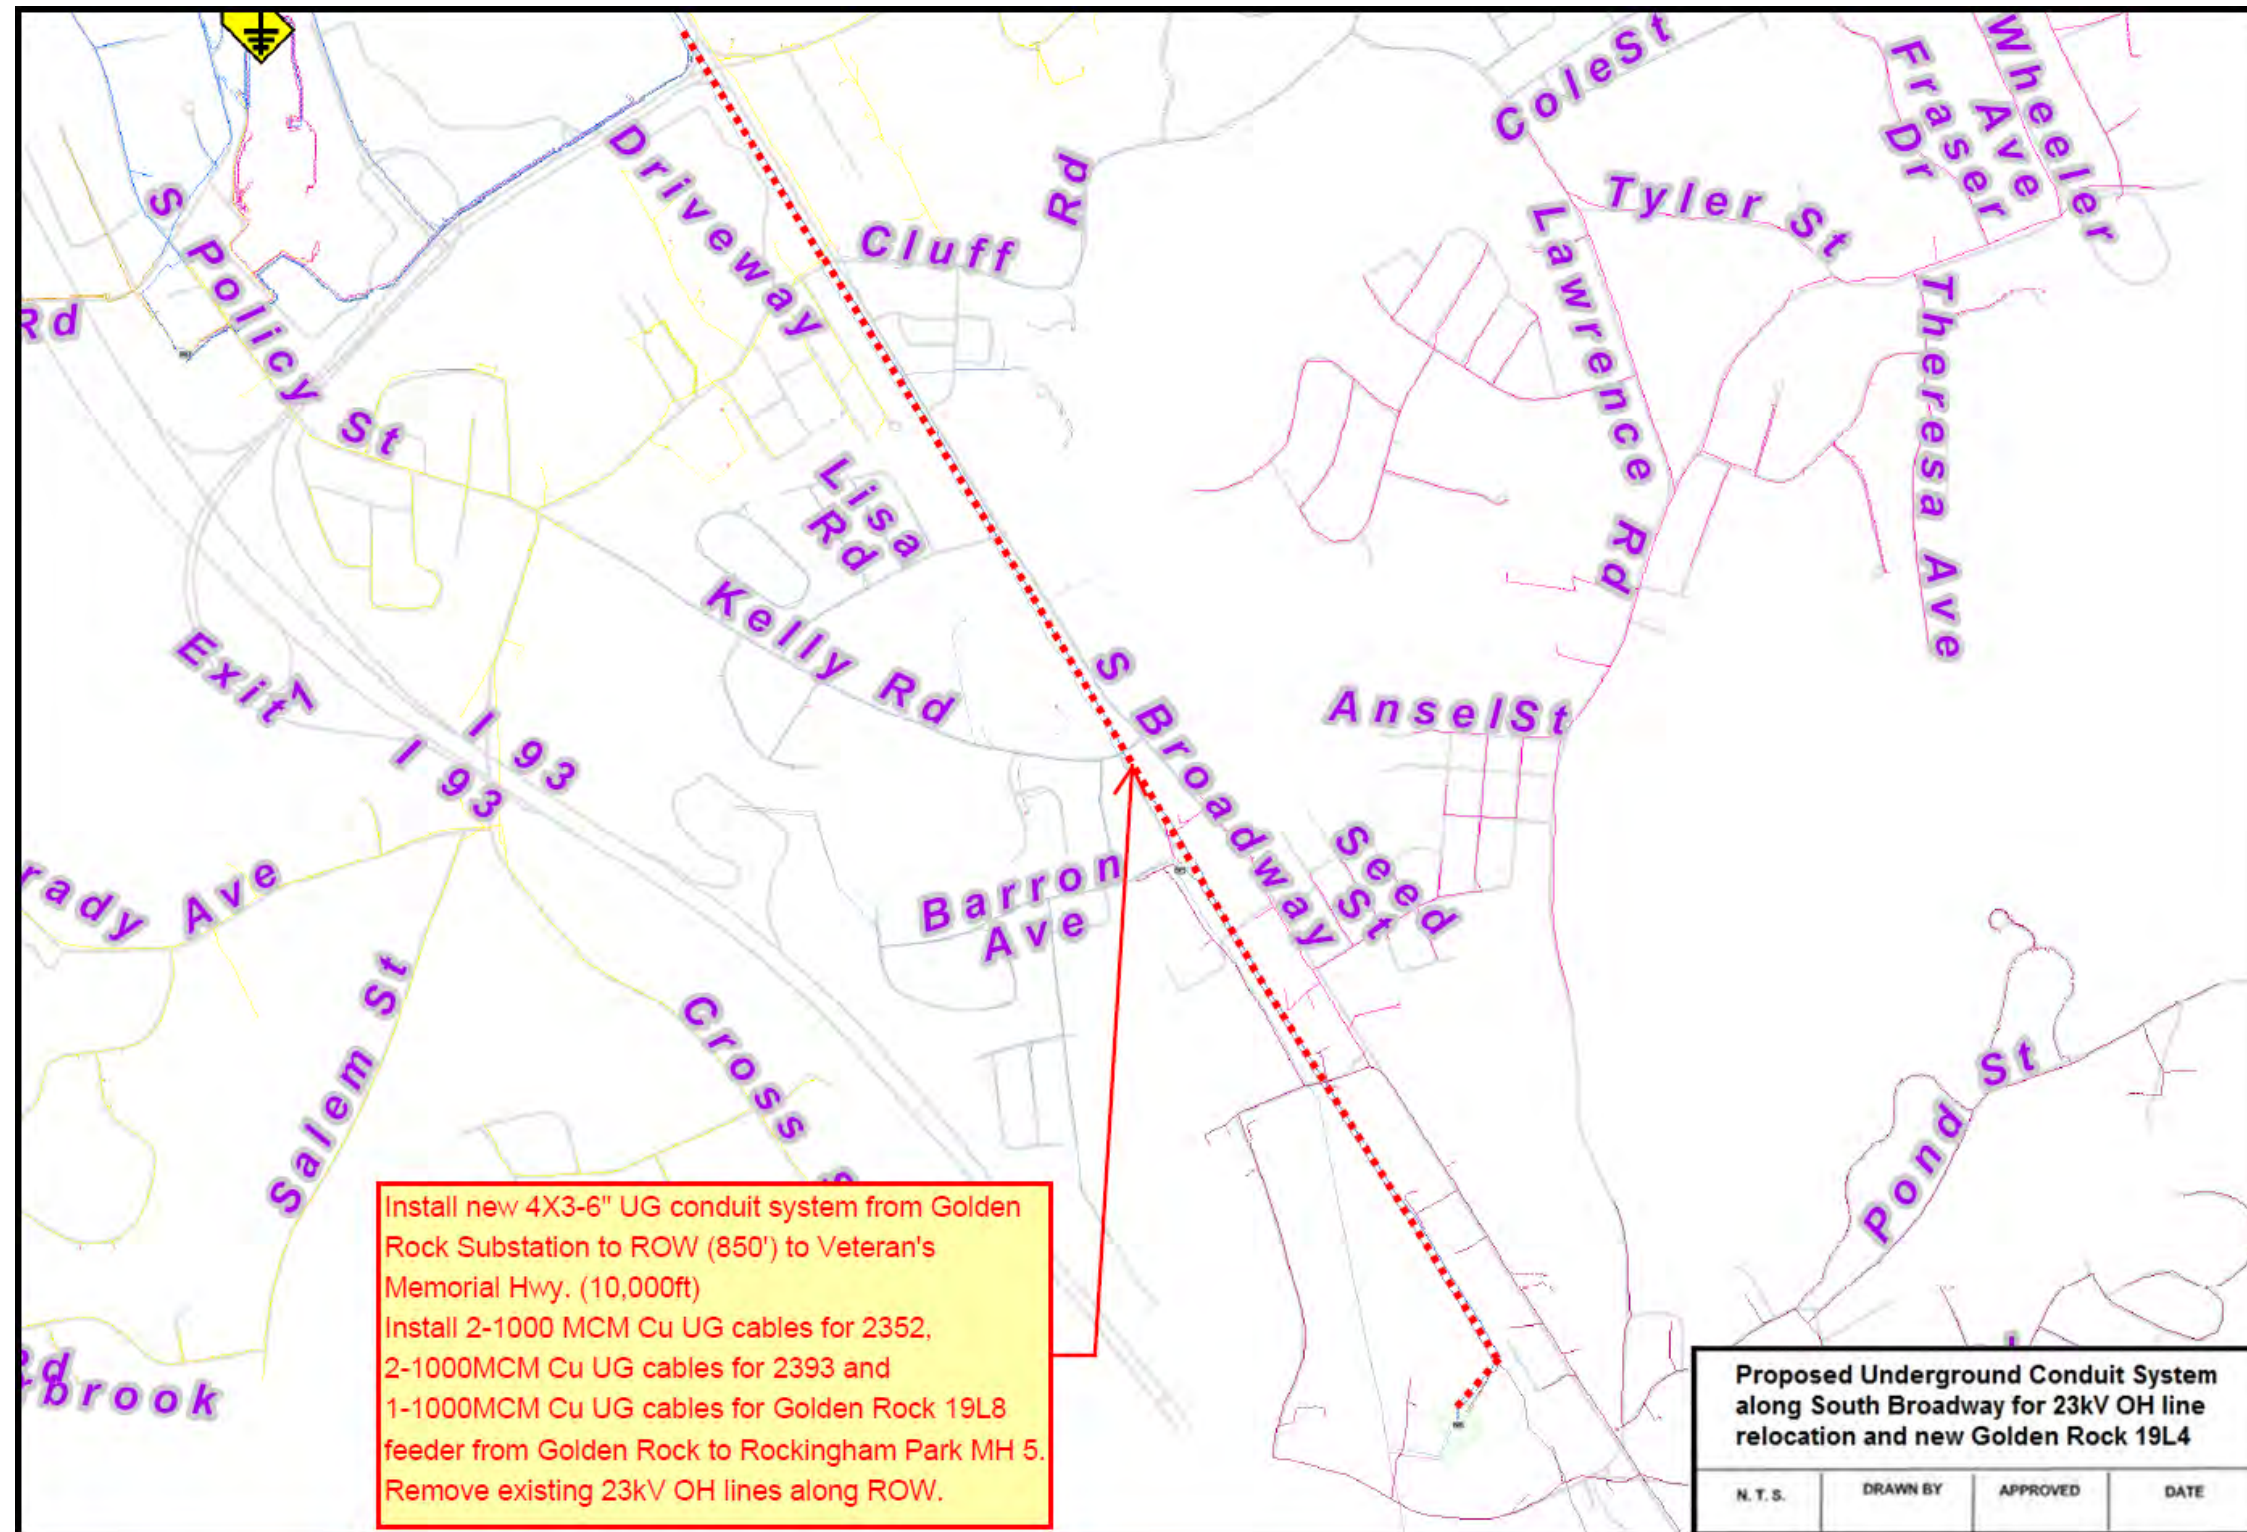 Cole St
Wheeler
Ave
Fraser
Dr
Driveway
Rd
Cluff
Tyler St
S Policy St
Rd
Lawrence Rd
Theresa Ave
Lisa
Rd
Kelly Rd
Exit 7
I 93
I 93
S Broadway
Ansel St
Seed
St
Barron
Ave
rady Ave
Salem St
Cross S
Pond St
Rd
rbrook
Install new 4X3-6" UG conduit system from Golden
Rock Substation to ROW (850') to Veteran's
Memorial Hwy. (10,000ft)
Install 2-1000 MCM Cu UG cables for 2352,
2-1000MCM Cu UG cables for 2393 and
1-1000MCM Cu UG cables for Golden Rock 19L8
feeder from Golden Rock to Rockingham Park MH 5.
Remove existing 23kV OH lines along ROW.
Proposed Underground Conduit System
along South Broadway for 23kV OH line
relocation and new Golden Rock 19L4
N. T. S. DRAWN BY APPROVED DATE